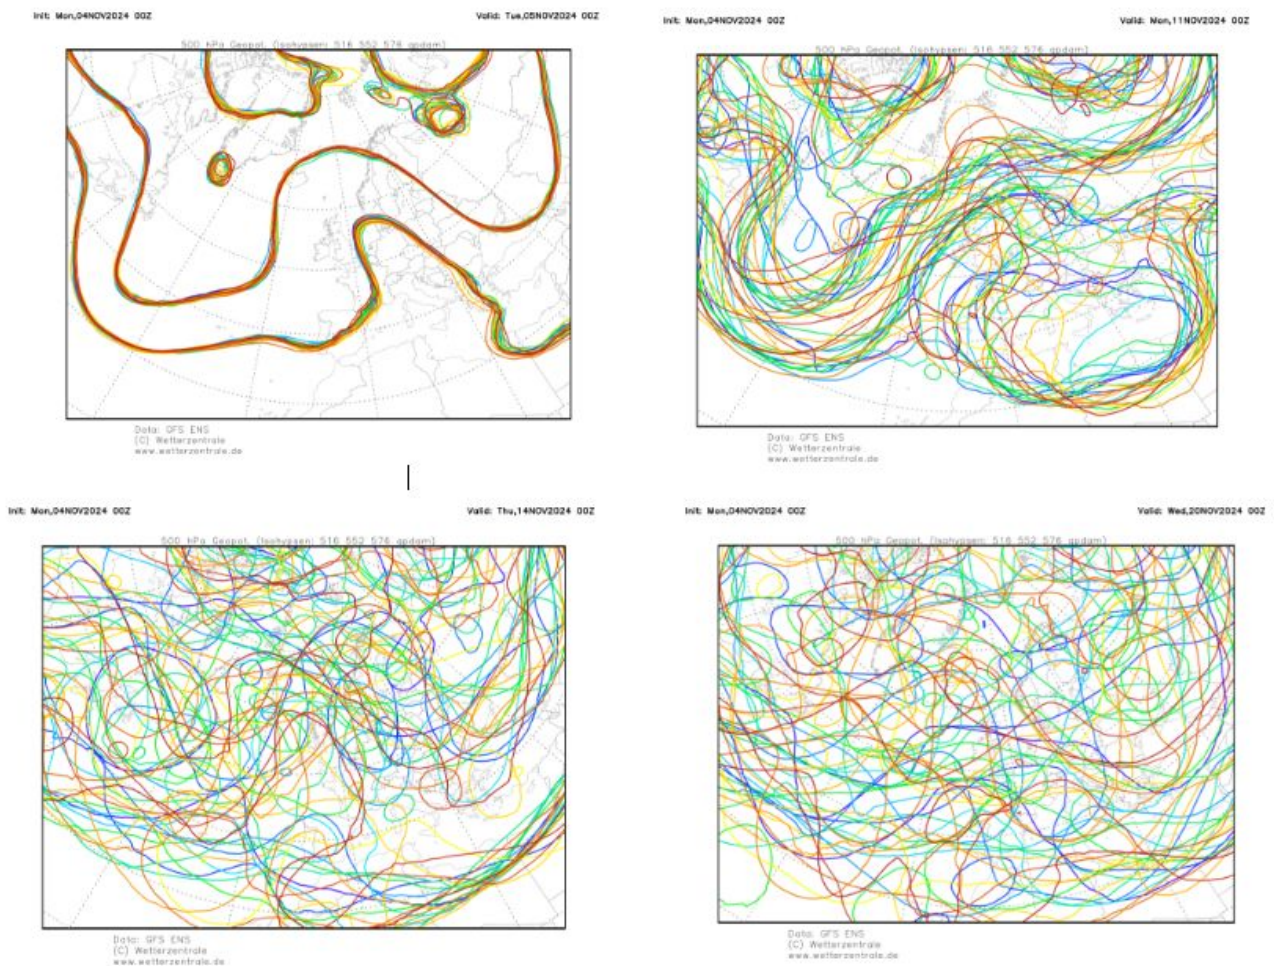 Init: Mon,04NOV2024 00Z Valid: Tue,05NOV2024 00Z
500 hPa Geopot. (Isohypsen: 516 552 576 gpdam)
Data: GFS ENS
(C) Wetterzentrale
www.wetterzentrale.de
Init: Mon,04NOV2024 00Z Valid: Mon,11NOV2024 00Z
500 hPa Geopot. (Isohypsen: 516 552 576 gpdam)
Data: GFS ENS
(C) Wetterzentrale
www.wetterzentrale.de
Init: Mon,04NOV2024 00Z Valid: Thu,14NOV2024 00Z
500 hPa Geopot. (Isohypsen: 516 552 576 gpdam)
Data: GFS ENS
(C) Wetterzentrale
www.wetterzentrale.de
Init: Mon,04NOV2024 00Z Valid: Wed,20NOV2024 00Z
500 hPa Geopot. (Isohypsen: 516 552 576 gpdam)
Data: GFS ENS
(C) Wetterzentrale
www.wetterzentrale.de